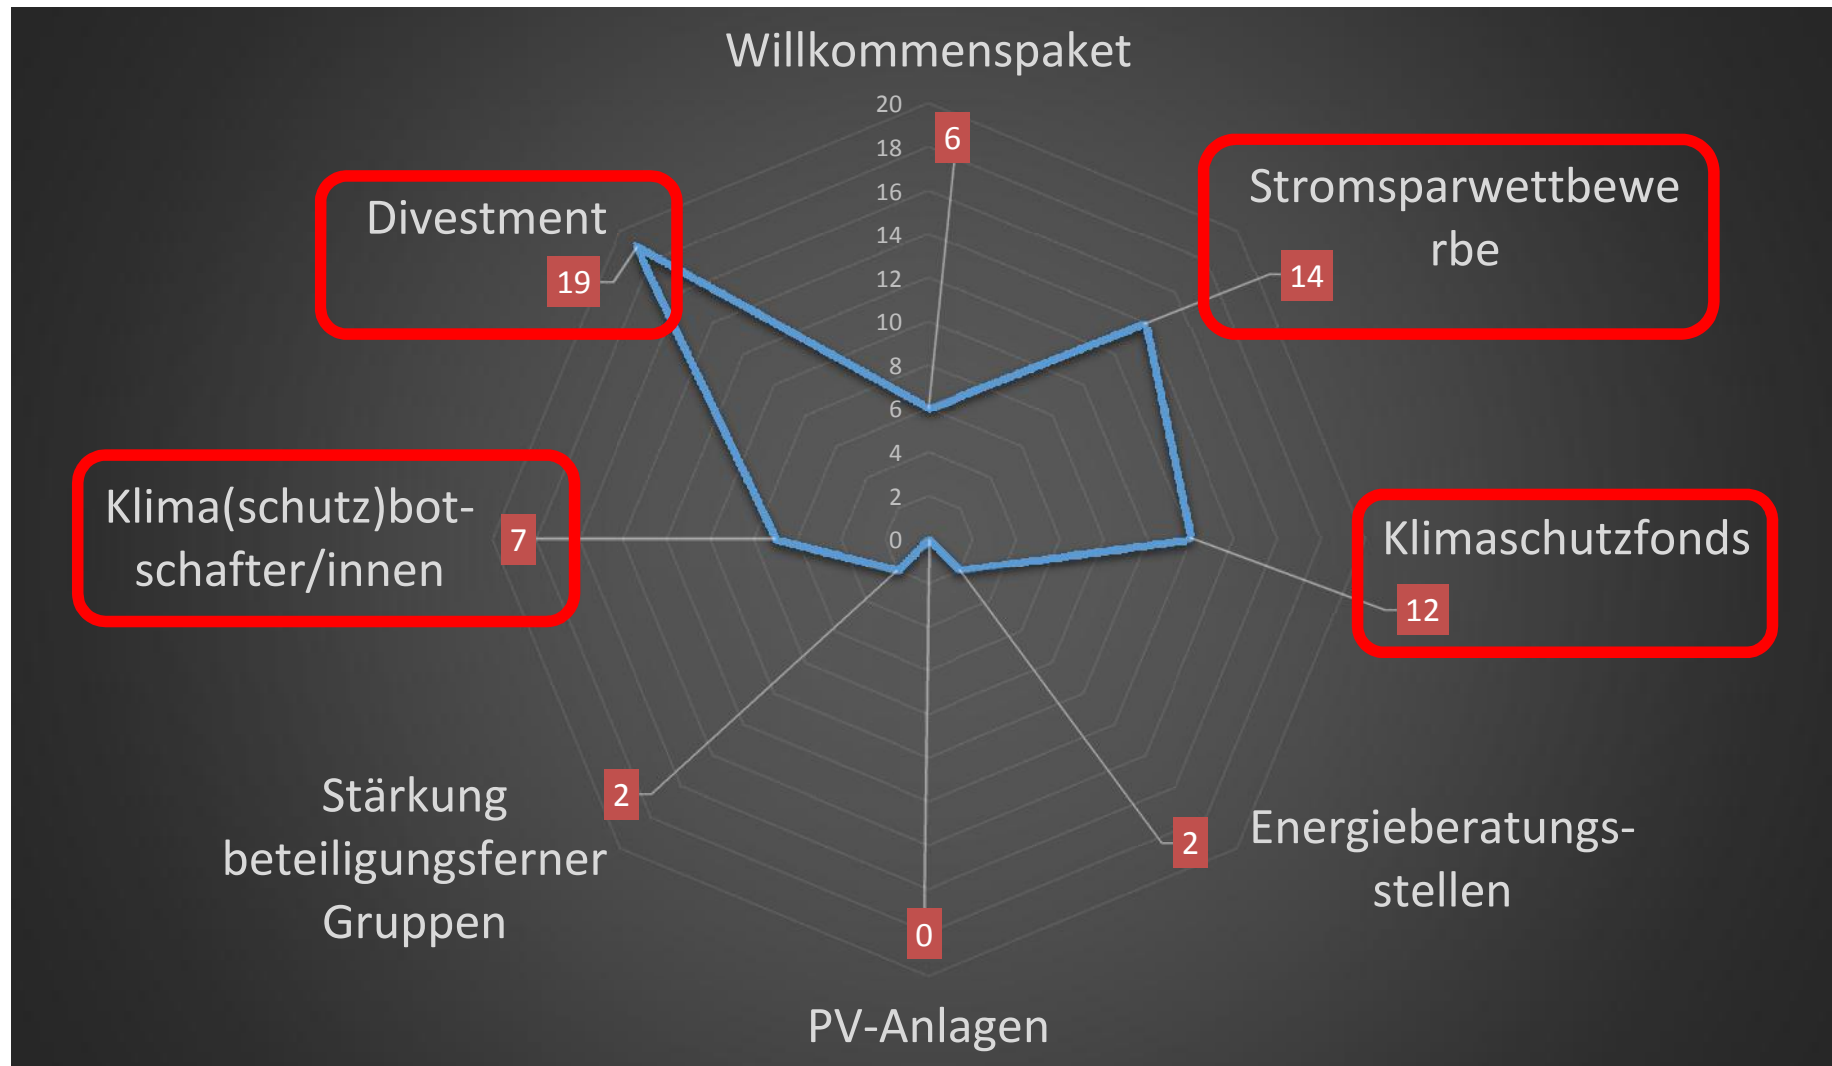 Willkommenspaket
20
18
16
14
12
10
8
6
4
2
0
6
Stromsparwettbewe
rbe
14
Klimaschutzfonds
12
Energieberatungs-
stellen
2
PV-Anlagen
0
Stärkung
beteiligungsferner
Gruppen
2
Klima(schutz)bot-
schafter/innen
7
Divestment
19